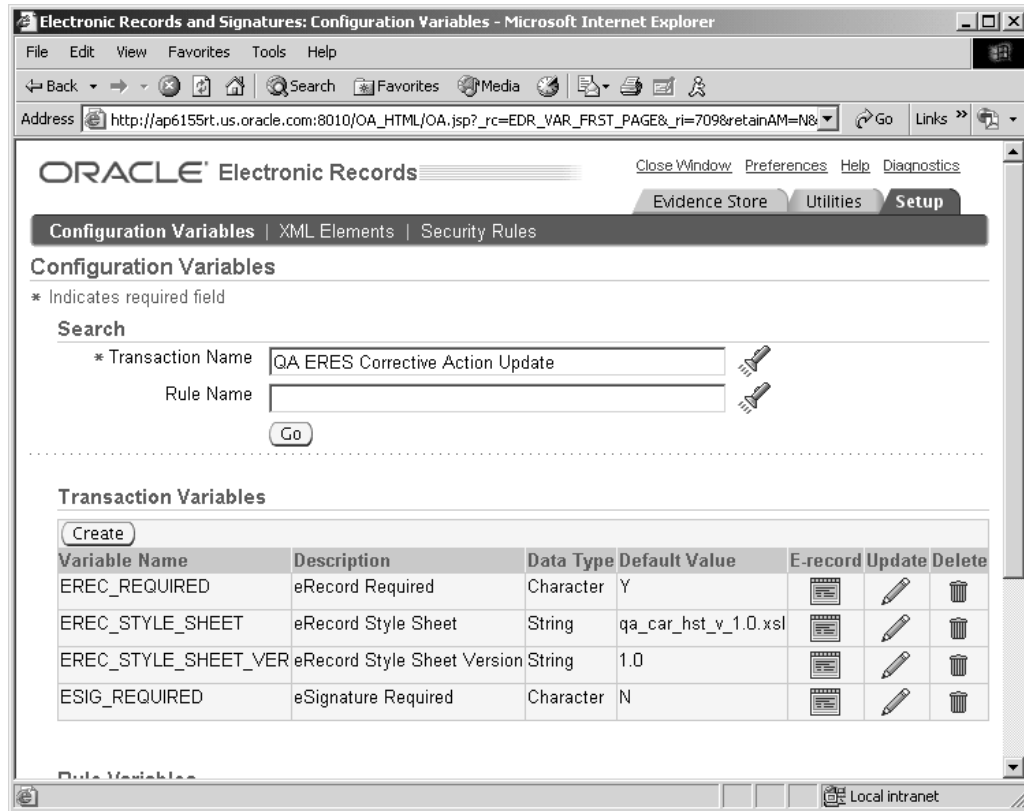 Electronic Records and Signatures: Configuration Variables - Microsoft Internet Explorer
File Edit View Favorites Tools Help
Back Search Favorites Media
Address http://ap6155rt.us.oracle.com:8010/OA_HTML/OA.jsp?_rc=EDR_VAR_FRST_PAGE&_ri=709&retainAM=N& Go Links »
ORACLE Electronic Records Close Window Preferences Help Diagnostics
Evidence Store Utilities Setup
Configuration Variables | XML Elements | Security Rules
Configuration Variables
* Indicates required field
Search
* Transaction Name QA ERES Corrective Action Update
Rule Name
Go
Transaction Variables
Create
Variable Name Description Data Type Default Value E-record Update Delete
EREC_REQUIRED eRecord Required Character Y
EREC_STYLE_SHEET eRecord Style Sheet String qa_car_hst_v_1.0.xsl
EREC_STYLE_SHEET_VER eRecord Style Sheet Version String 1.0
ESIG_REQUIRED eSignature Required Character N
Rule Variables
Local intranet